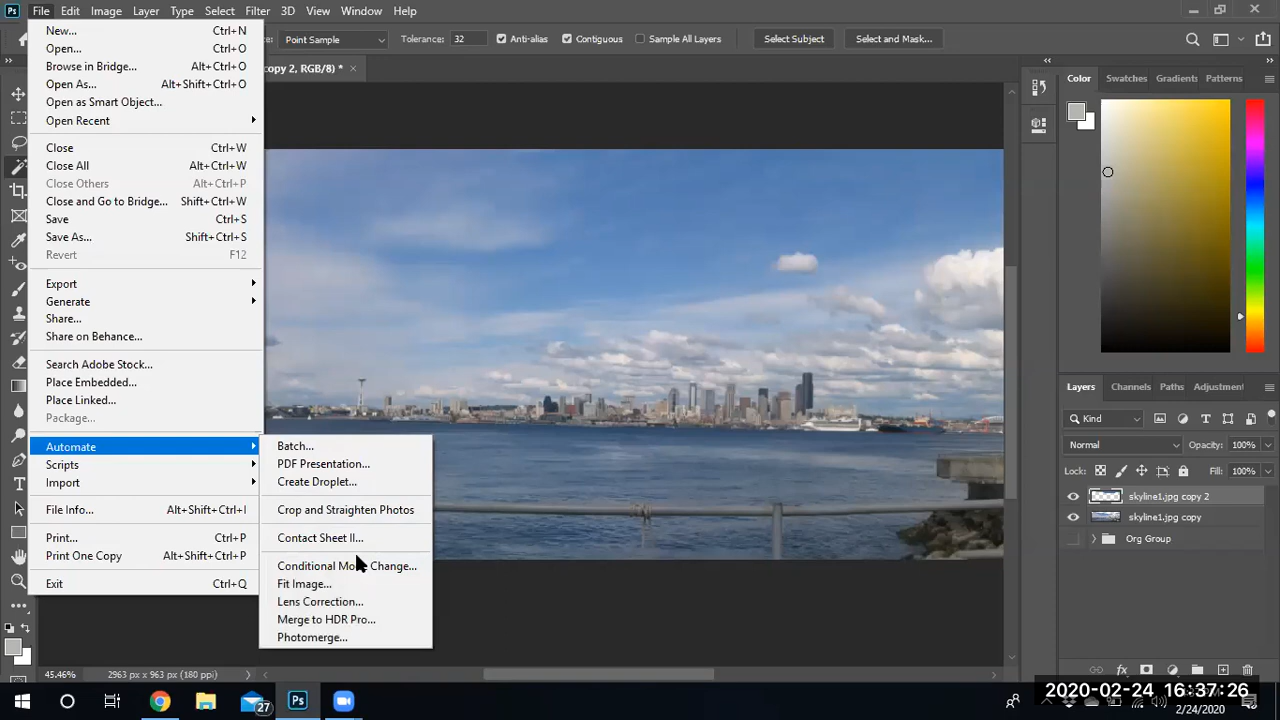 Ps File Edit Image Layer Type Select Filter 3D View Window Help
Point Sample Tolerance: 32 Anti-alias Contiguous Sample All Layers Select Subject Select and Mask...
copy 2, RGB/8) * ×
New... Ctrl+N
Open... Ctrl+O
Browse in Bridge... Alt+Ctrl+O
Open As... Alt+Shift+Ctrl+O
Open as Smart Object...
Open Recent
Close Ctrl+W
Close All Alt+Ctrl+W
Close Others Alt+Ctrl+P
Close and Go to Bridge... Shift+Ctrl+W
Save Ctrl+S
Save As... Shift+Ctrl+S
Revert F12
Export
Generate
Share...
Share on Behance...
Search Adobe Stock...
Place Embedded...
Place Linked...
Package...
Automate
Scripts
Import
File Info... Alt+Shift+Ctrl+I
Print... Ctrl+P
Print One Copy Alt+Shift+Ctrl+P
Exit Ctrl+Q
Batch...
PDF Presentation...
Create Droplet...
Crop and Straighten Photos
Contact Sheet II...
Conditional Mode Change...
Fit Image...
Lens Correction...
Merge to HDR Pro...
Photomerge...
Color Swatches Gradients Patterns
Layers Channels Paths Adjustment
Kind
Normal Opacity: 100%
Lock: Fill: 100%
skyline1.jpg copy 2
skyline1.jpg copy
Org Group
45.46% 2963 px x 963 px (180 ppi)
27 Ps
2020-02-24 16:37:26
2/24/2020